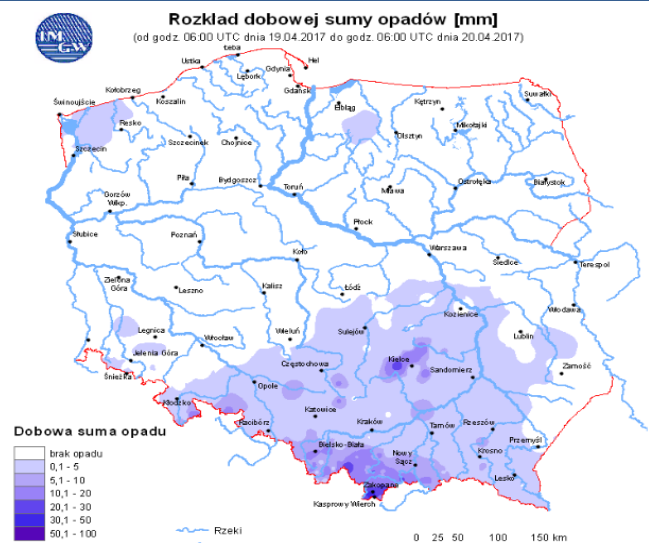 IM
GW
Rozkład dobowej sumy opadów [mm]
(od godz. 06:00 UTC dnia 19.04.2017 do godz. 06:00 UTC dnia 20.04.2017)
Łeba
Hel
Ustka
Lębork
Gdynia
Gdańsk
Kołobrzeg
Koszalin
Świnoujście
Resko
Elbląg
Kętrzyn
Suwałki
Mikołajki
Olsztyn
Szczecinek
Chojnice
Szczecin
Piła
Bydgoszcz
Toruń
Mława
Ostrołęka
Białystok
Gorzów
Wlkp.
Płock
Słubice
Poznań
Koło
Warszawa
Siedlce
Terespol
Zielona
Góra
Leszno
Kalisz
Łódź
Kozienice
Włodawa
Legnica
Wrocław
Wieluń
Sulejów
Lublin
Jelenia Góra
Śnieżka
Częstochowa
Kielce
Sandomierz
Zamość
Opole
Kłodzko
Katowice
Racibórz
Kraków
Tarnów
Rzeszów
Przemyśl
Bielsko-Biała
Nowy
Sącz
Krosno
Lesko
Zakopane
Kasprowy Wierch
Dobowa suma opadu
brak opadu
0,1 - 5
5,1 - 10
10,1 - 20
20,1 - 30
30,1 - 50
50,1 - 100
Rzeki
0 25 50 100 150 km